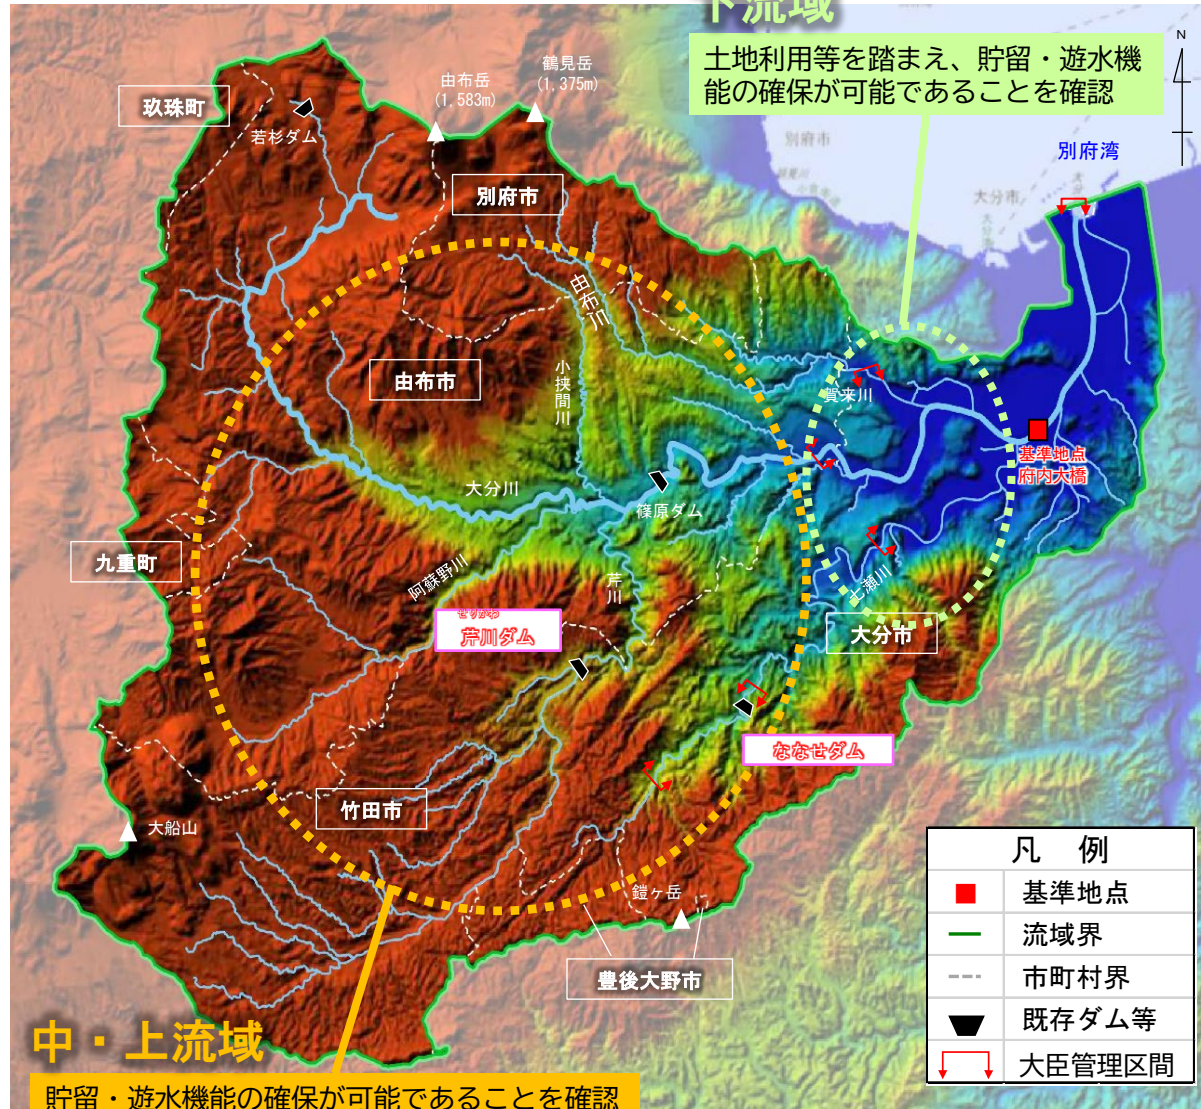 下流域
土地利用等を踏まえ、貯留・遊水機
能の確保が可能であることを確認
N
鶴見岳
(1,375m)
由布岳
(1,583m)
玖珠町
若杉ダム
別府市
別府湾
別府市
大分市
由布川
由布市
小挟間川
賀来川
基準地点
府内大橋
大分川
篠原ダム
九重町
阿蘇野川
芹川
七瀬川
せりかわ
芹川ダム
大分市
ななせダム
竹田市
大船山
鎧ヶ岳
豊後大野市
凡 例
基準地点
流域界
市町村界
既存ダム等
大臣管理区間
中・上流域
貯留・遊水機能の確保が可能であることを確認